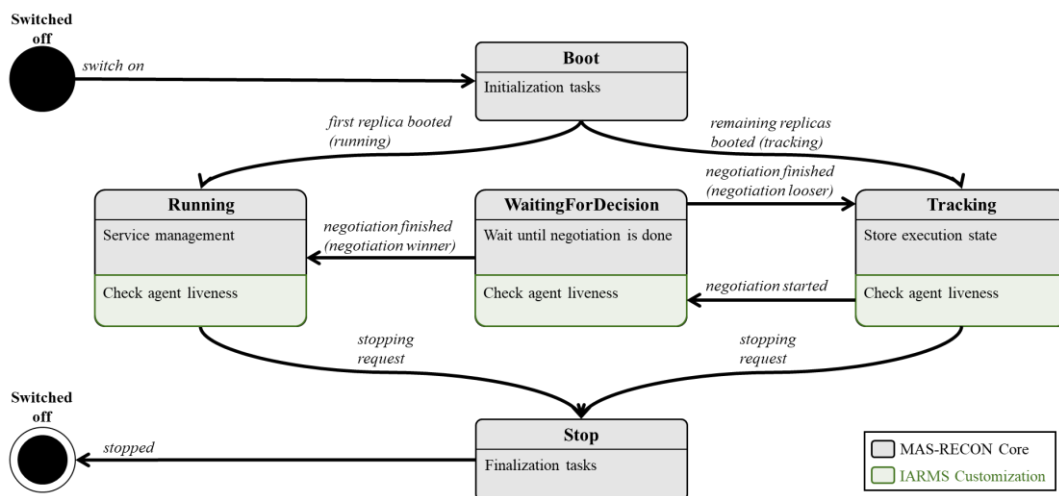 Switched
off
switch on
Boot
Initialization tasks
first replica booted
(running)
remaining replicas
booted (tracking)
negotiation finished
(negotiation looser)
Running
Service management
Check agent liveness
negotiation finished
(negotiation winner)
WaitingForDecision
Wait until negotiation is done
Check agent liveness
negotiation started
Tracking
Store execution state
Check agent liveness
stopping
request
stopping
request
Switched
off
stopped
Stop
Finalization tasks
MAS-RECON Core
IARMS Customization